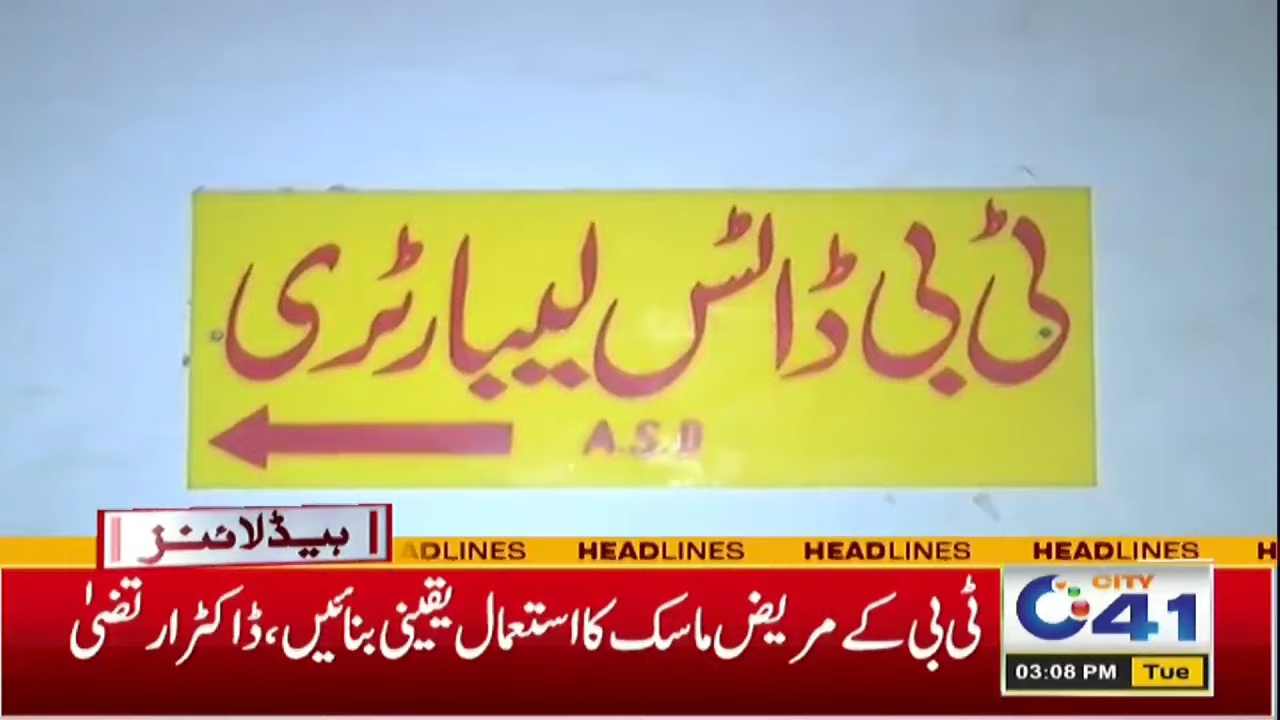 ٹی بی ڈاٹس لیبارٹری
A.S.D
ہیڈلائنز
ADLINES HEADLINES HEADLINES HEADLINES H
ٹی بی کے مریض ماسک کا استعمال یقینی بنائیں، ڈاکٹر ارتضیٰ
CITY
41
03:08 PM Tue